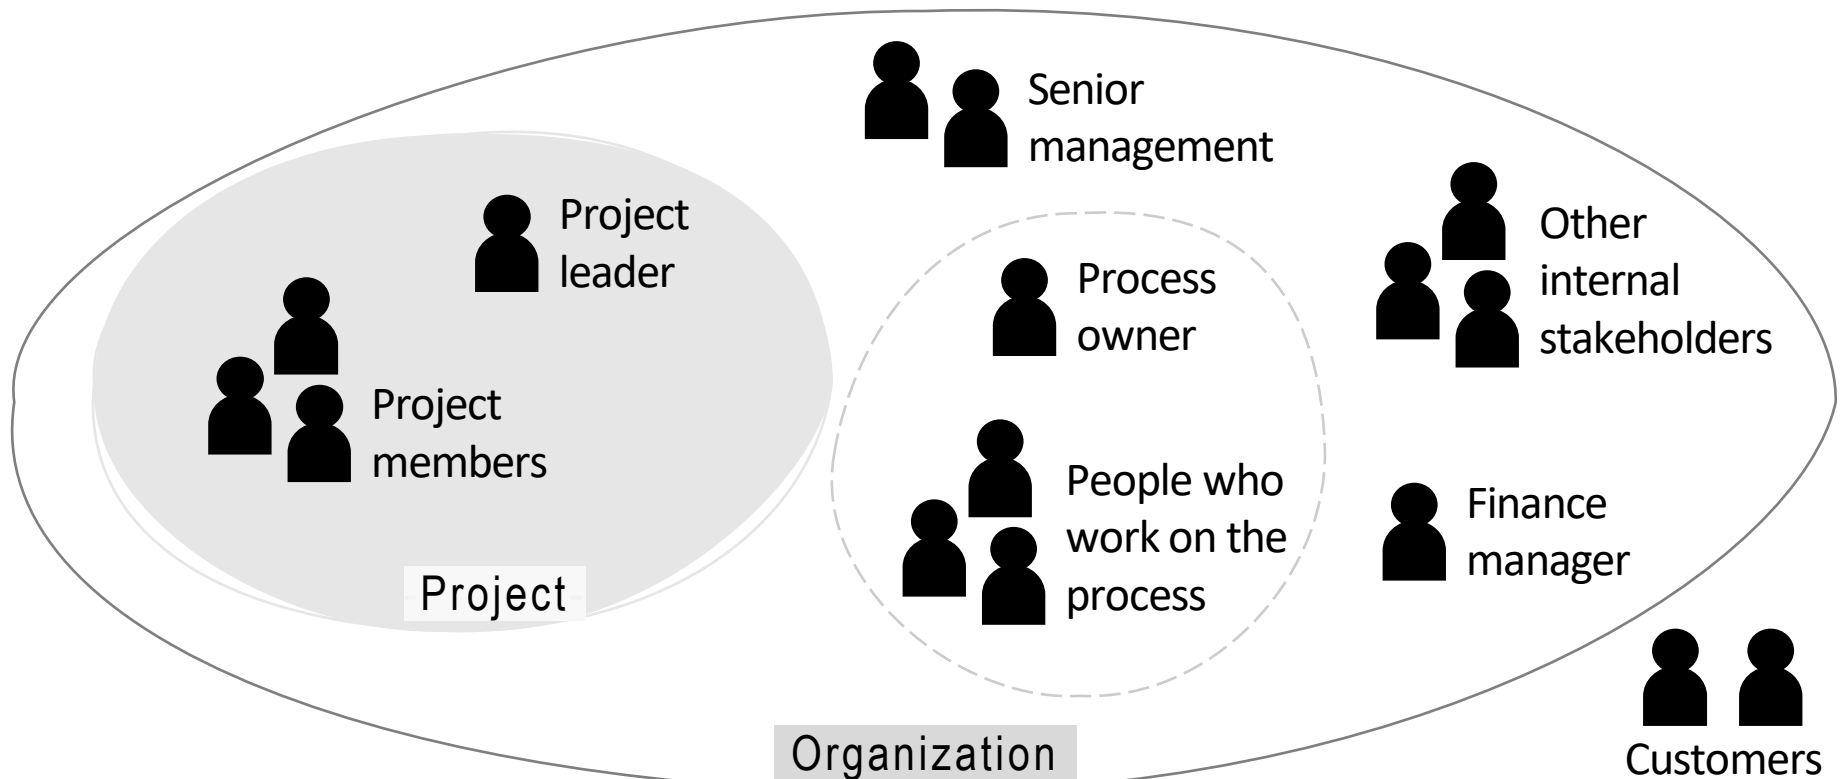 Senior
management
Project
leader
Other
internal
stakeholders
Process
owner
Project
members
People who
work on the
process
Finance
manager
Project
Organization
Customers